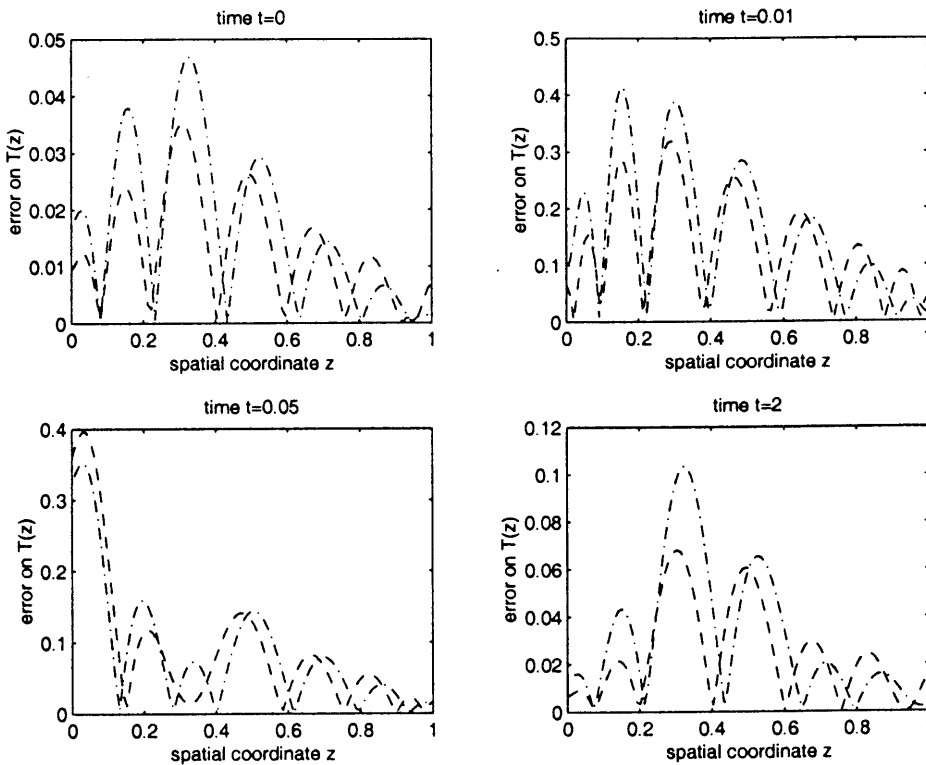 time t=0
0.05
0.04
0.03
0.02
0.01
0
error on T(z)
0 0.2 0.4 0.6 0.8 1
spatial coordinate z
time t=0.01
0.5
0.4
0.3
0.2
0.1
0
error on T(z)
0 0.2 0.4 0.6 0.8 1
spatial coordinate z
time t=0.05
0.4
0.3
0.2
0.1
0
error on T(z)
0 0.2 0.4 0.6 0.8 1
spatial coordinate z
time t=2
0.12
0.1
0.08
0.06
0.04
0.02
0
error on T(z)
0 0.2 0.4 0.6 0.8 1
spatial coordinate z